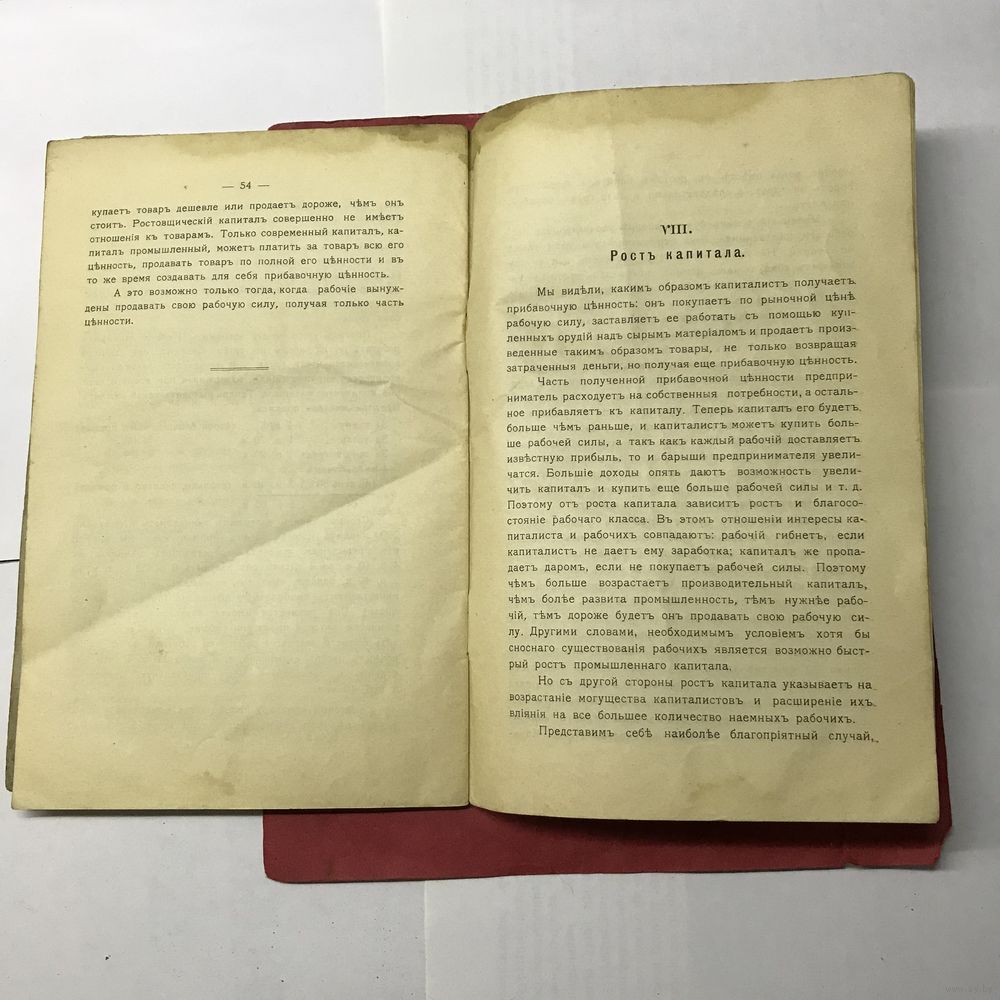 — 54 —
купаетъ товаръ дешевле или продаетъ дороже, чѣмъ онъ
стоитъ. Ростовщическій капиталъ совершенно не имѣетъ
отношенія къ товарамъ. Только современный капиталъ, ка-
питалъ промышленный, можетъ платить за товаръ всю его
цѣнность, продавать товаръ по полной его цѣнности и въ
то же время создавать для себя прибавочную цѣнность.
А это возможно только тогда, когда рабочіе вынуж-
дены продавать свою рабочую силу, получая только часть
цѣнности.
VIII.
Ростъ капитала.
Мы видѣли, какимъ образомъ капиталистъ получаетъ
прибавочную цѣнность: онъ покупаетъ по рыночной цѣнѣ
рабочую силу, заставляетъ ее работать съ помощью куп-
ленныхъ орудій надъ сырымъ матеріаломъ и продаетъ произ-
веденные такимъ образомъ товары, не только возвращая
затраченныя деньги, но получая еще прибавочную цѣнность.
Часть полученной прибавочной цѣнности предпри-
ниматель расходуетъ на собственныя потребности, а осталь-
ное прибавляетъ къ капиталу. Теперь капиталъ его будетъ
больше чѣмъ раньше, и капиталистъ можетъ купить боль-
ше рабочей силы, а такъ какъ каждый рабочій доставляетъ
извѣстную прибыль, то и барыши предпринимателя увели-
чатся. Большіе доходы опять даютъ возможность увели-
чить капиталъ и купить еще больше рабочей силы и т. д.
Поэтому отъ роста капитала зависитъ ростъ и благосо-
стояніе рабочаго класса. Въ этомъ отношеніи интересы ка-
питалиста и рабочихъ совпадаютъ: рабочій гибнетъ, если
капиталистъ не даетъ ему заработка; капиталъ же пропа-
даетъ даромъ, если не покупаетъ рабочей силы. Поэтому
чѣмъ больше возрастаетъ производительный капиталъ,
чѣмъ болѣе развита промышленность, тѣмъ нужнѣе рабо-
чій, тѣмъ дороже будетъ онъ продавать свою рабочую си-
лу. Другими словами, необходимымъ условіемъ хотя бы
сноснаго существованія рабочихъ является возможно быст-
рый ростъ промышленнаго капитала.
Но съ другой стороны ростъ капитала указываетъ на
возрастаніе могущества капиталистовъ и расширеніе ихъ
вліянія на все большее количество наемныхъ рабочихъ.
Представимъ себѣ наиболѣе благопріятный случай,